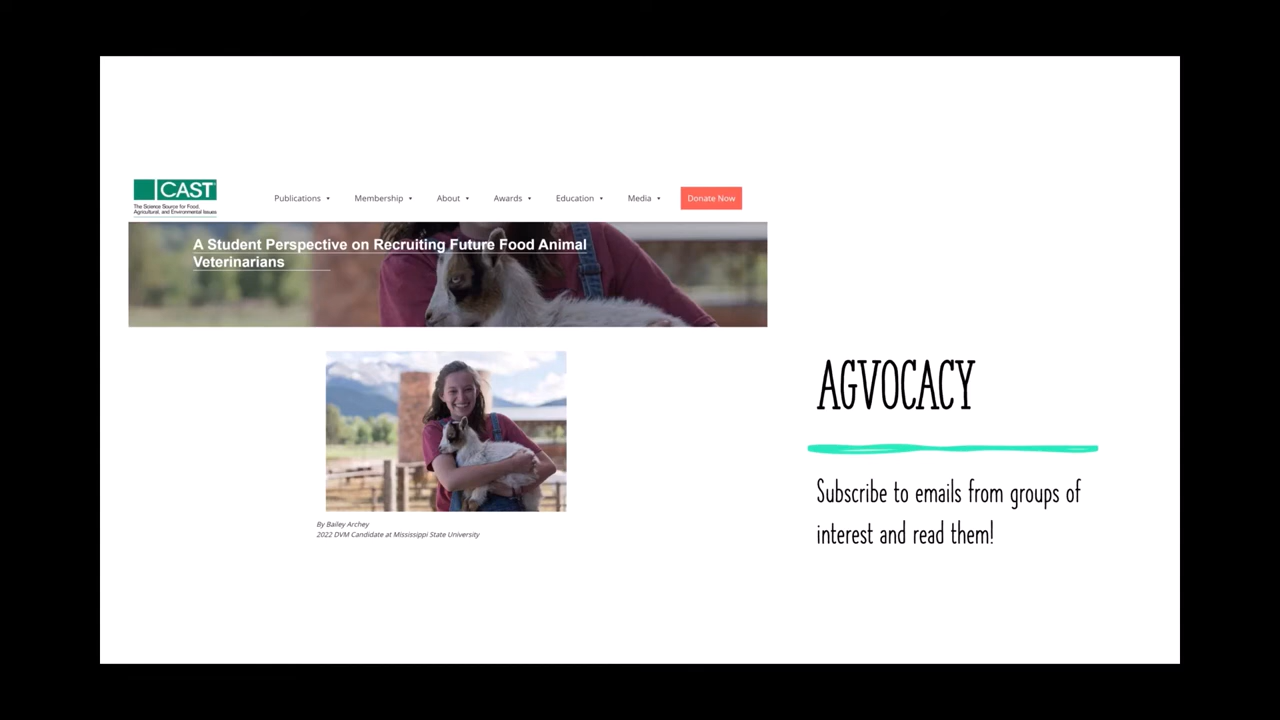 CAST
The Science Source for Food,
Agricultural, and Environmental Issues
Publications
Membership
About
Awards
Education
Media
Donate Now
A Student Perspective on Recruiting Future Food Animal
Veterinarians
By Bailey Archey
2022 DVM Candidate at Mississippi State University
AGVOCACY
Subscribe to emails from groups of
interest and read them!